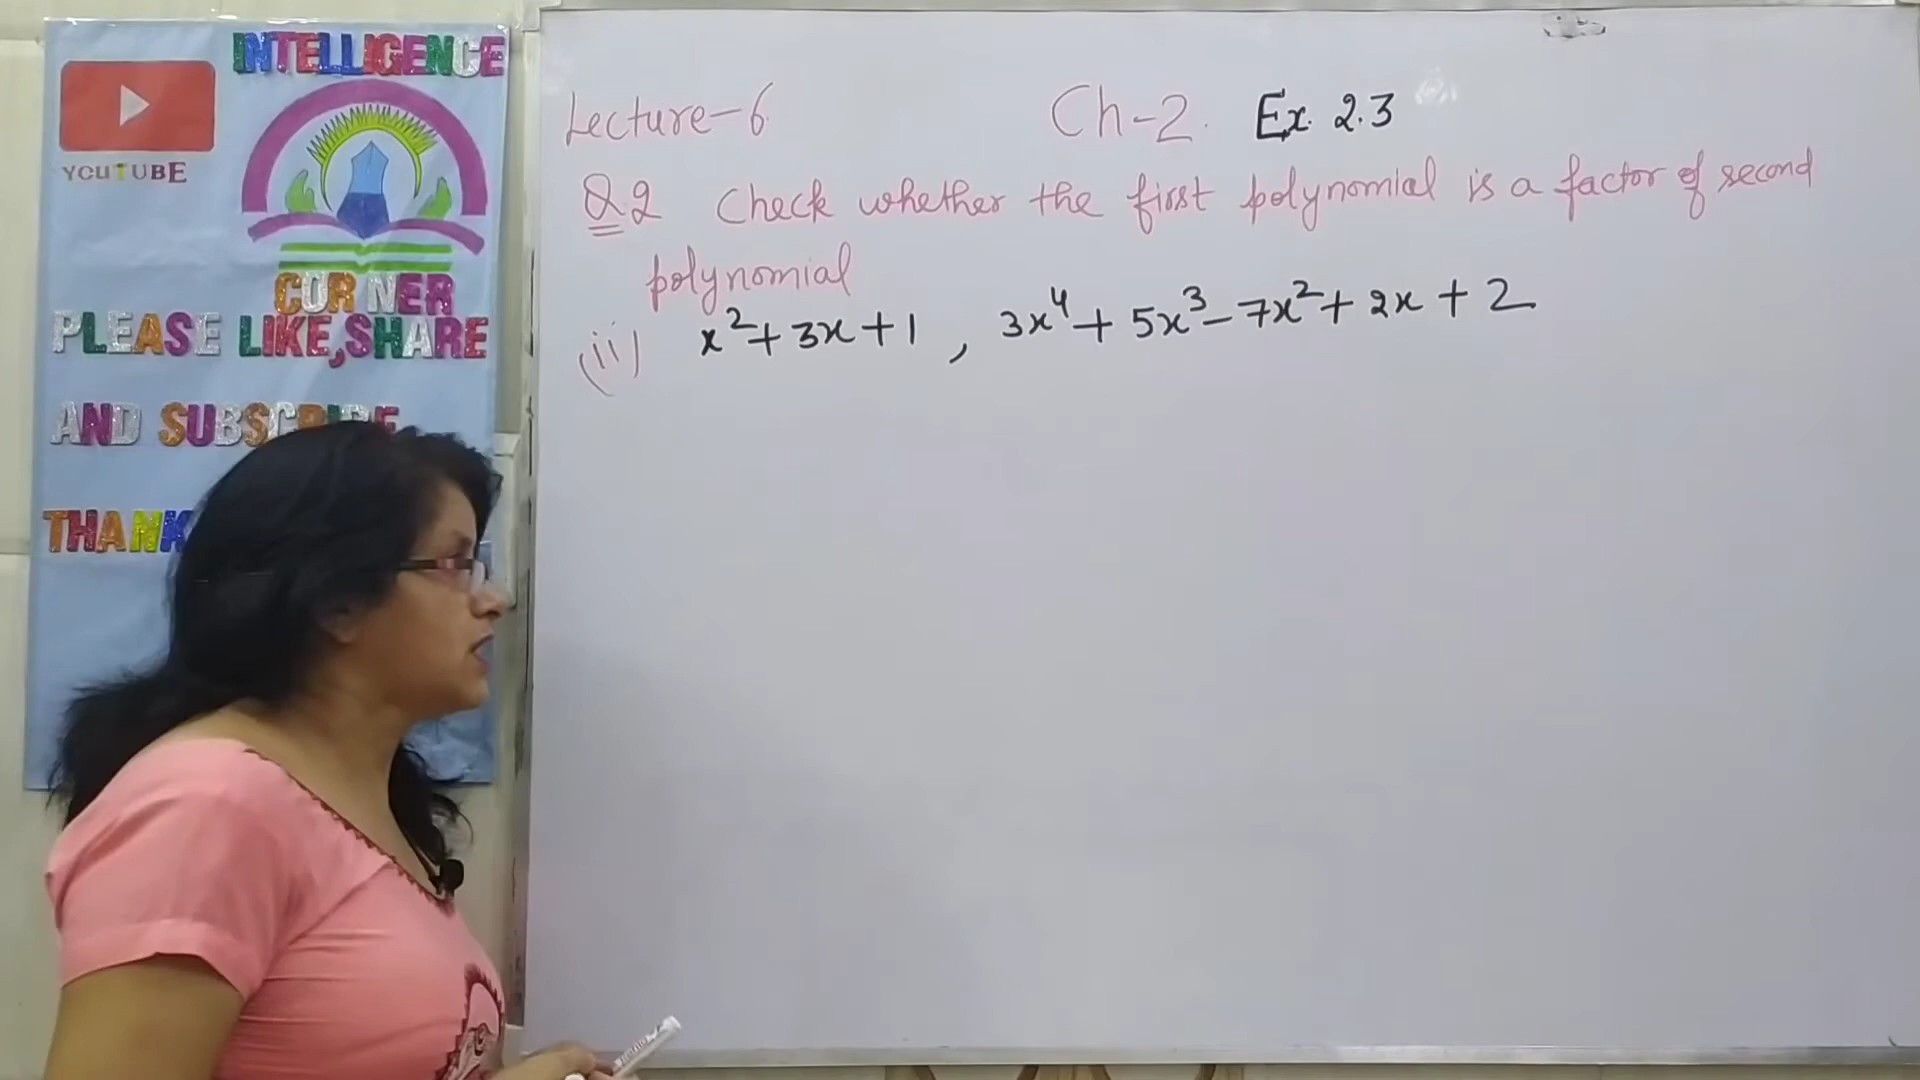 INTELLIGENCE
YOUTUBE
CORNER
PLEASE LIKE,SHARE
AND SUBSCRIBE
THANK
Lecture-6 Ch-2. Ex. 2.3
Q.2 Check whether the first polynomial is a factor of second
polynomial
(ii) x²+3x+1 , 3x⁴+5x³-7x²+2x+2